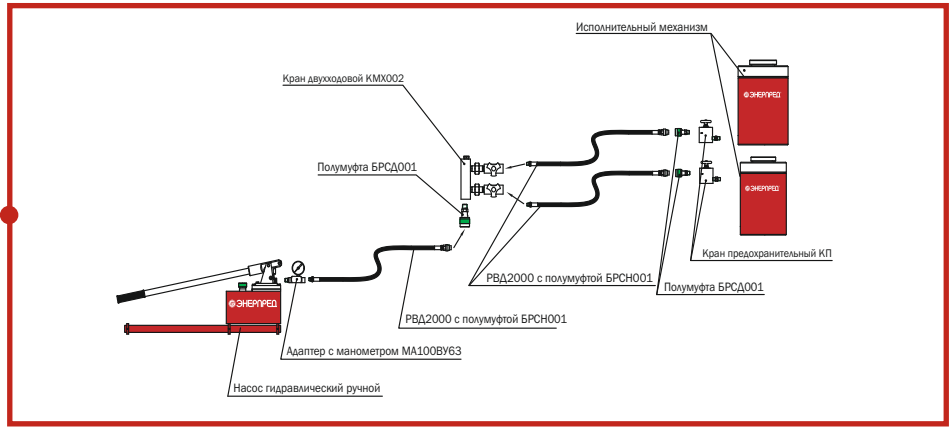 Исполнительный механизм
Кран двухходовой КМХ002
ЭНЕРПРЕД
Полумуфта БРСД001
ЭНЕРПРЕД
Кран предохранительный КП
РВД2000 с полумуфтой БРСН001
Полумуфта БРСД001
ЭНЕРПРЕД
РВД2000 с полумуфтой БРСН001
Адаптер с манометром МА100ВУ63
Насос гидравлический ручной